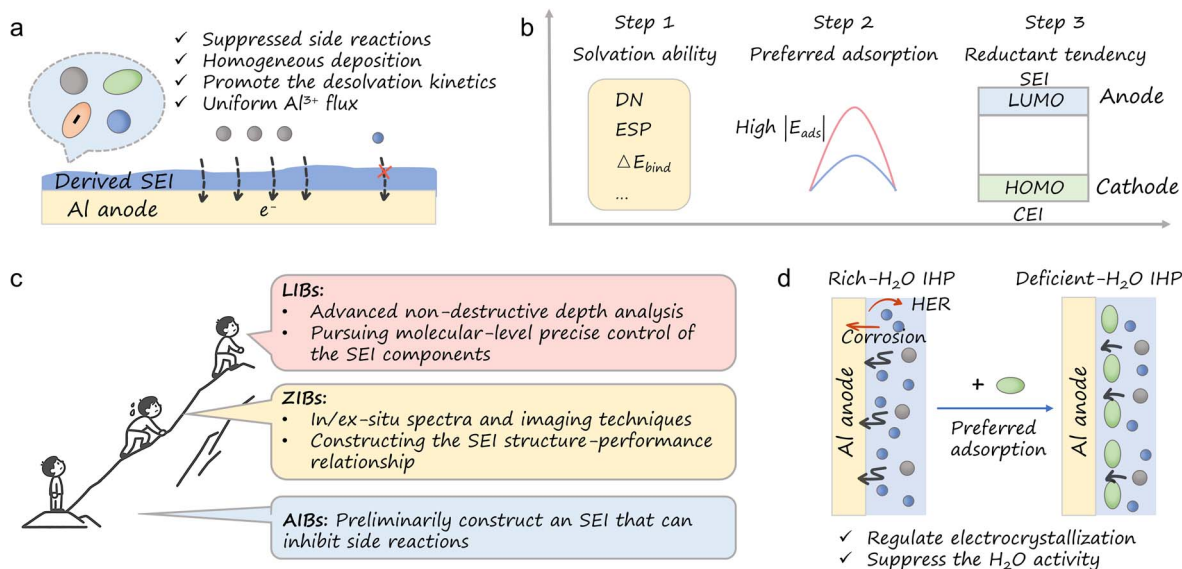 a
✓ Suppressed side reactions
✓ Homogeneous deposition
✓ Promote the desolvation kinetics
✓ Uniform Al³⁺ flux
Derived SEI
Al anode
e⁻
b
Step 1
Solvation ability
DN
ESP
△E_bind
...
Step 2
Preferred adsorption
High |E_ads|
Step 3
Reductant tendency
SEI
LUMO
Anode
HOMO
Cathode
CEI
c
LIBs:
• Advanced non-destructive depth analysis
• Pursuing molecular-level precise control of
the SEI components
ZIBs:
• In/ex-situ spectra and imaging techniques
• Constructing the SEI structure-performance
relationship
AIBs: Preliminarily construct an SEI that can
inhibit side reactions
d
Rich-H₂O IHP
HER
Corrosion
Al anode
+
Preferred
adsorption
Deficient-H₂O IHP
Al anode
✓ Regulate electrocrystallization
✓ Suppress the H₂O activity